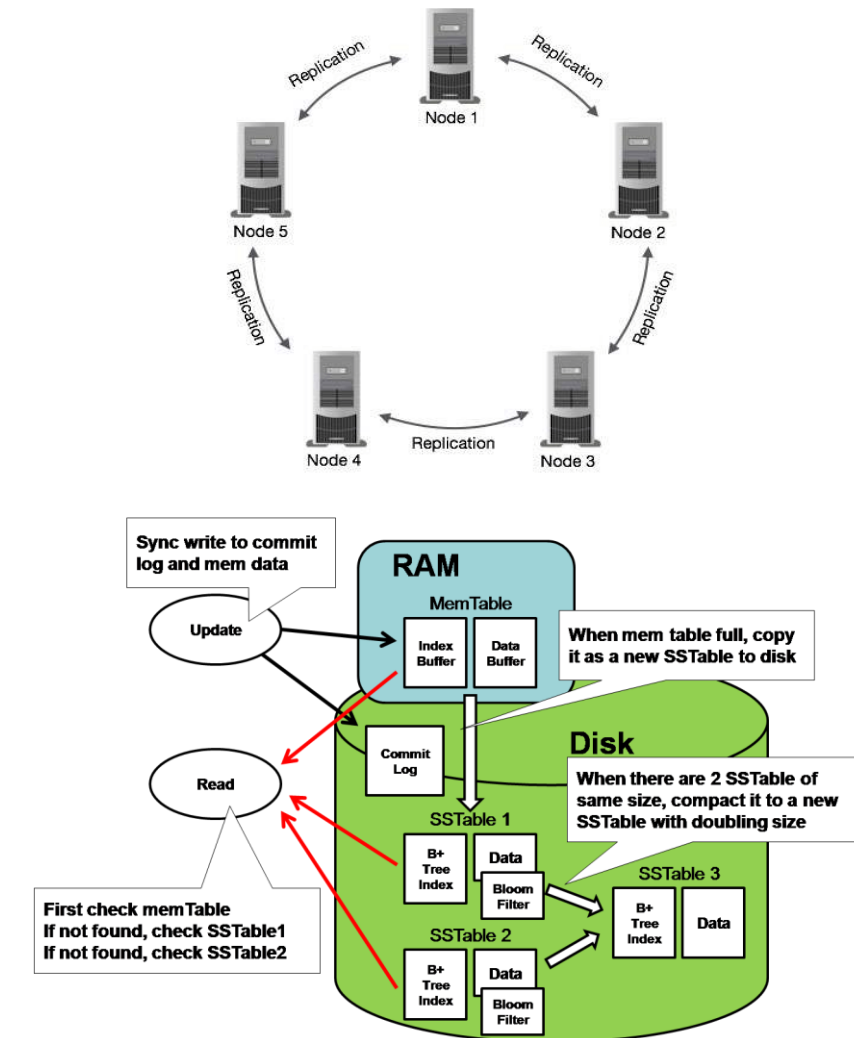 Replication
Replication
Node 1
Node 5
Node 2
Replication
Replication
Node 4
Replication
Node 3
Sync write to commit
log and mem data
RAM
MemTable
Update
Index
Buffer
Data
Buffer
When mem table full, copy
it as a new SSTable to disk
Commit
Log
Disk
Read
When there are 2 SSTable of
same size, compact it to a new
SSTable with doubling size
SSTable 1
B+
Tree
Index
Data
Bloom
Filter
SSTable 3
B+
Tree
Index
Data
First check memTable
If not found, check SSTable1
If not found, check SSTable2
SSTable 2
B+
Tree
Index
Data
Bloom
Filter